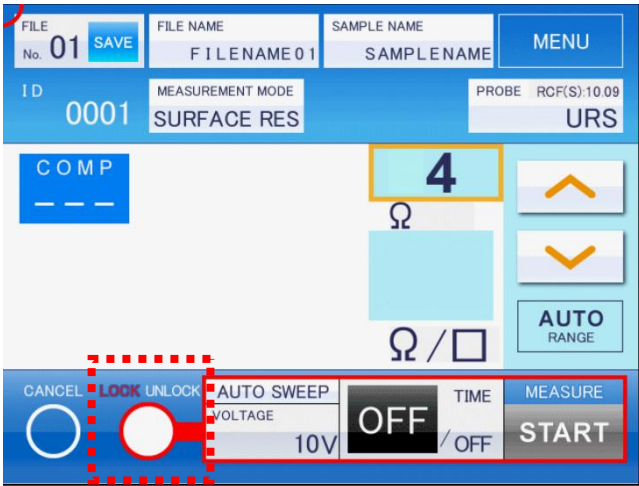 FILE
No. 01 SAVE
FILE NAME
FILENAME01
SAMPLE NAME
SAMPLENAME
MENU
ID
0001
MEASUREMENT MODE
SURFACE RES
PROBE RCF(S):10.09
URS
COMP
---
4
Ω
Ω/□
AUTO
RANGE
CANCEL
LOCK UNLOCK
AUTO SWEEP
VOLTAGE
10V
OFF
TIME
/OFF
MEASURE
START